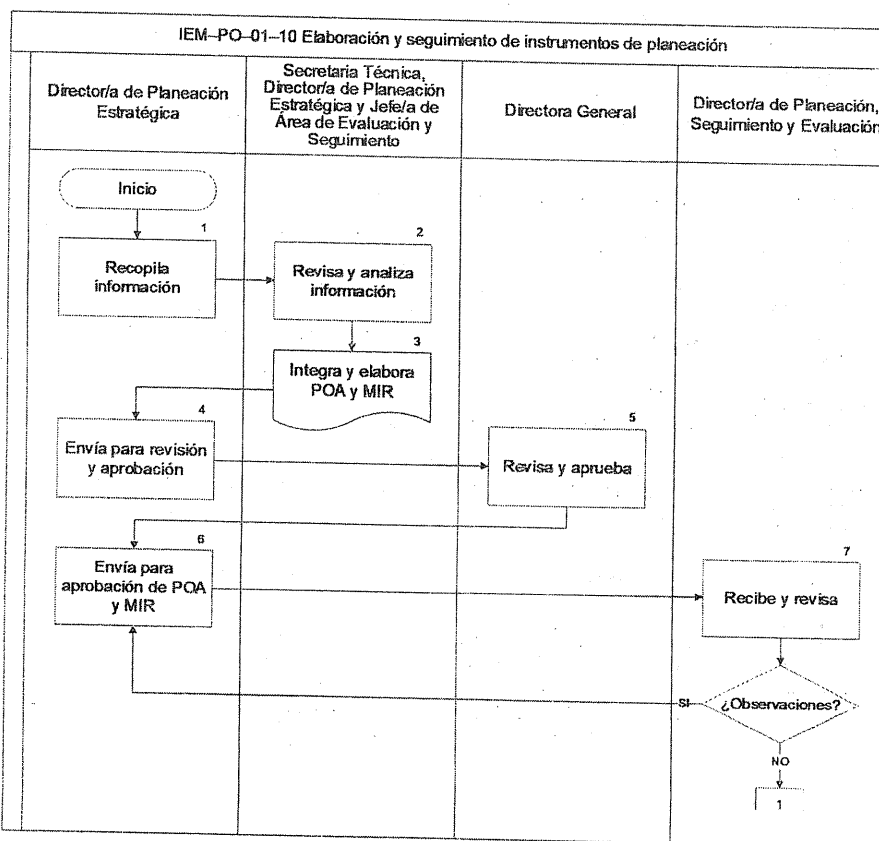 IEM–PO–01–10 Elaboración y seguimiento de instrumentos de planeación
Director/a de Planeación
Estratégica
Secretaria Técnica,
Director/a de Planeación
Estratégica y Jefe/a de
Área de Evaluación y
Seguimiento
Directora General
Director/a de Planeación,
Seguimiento y Evaluación
Inicio
1
Recopila
información
2
Revisa y analiza
información
3
Integra y elabora
POA y MIR
4
Envía para revisión
y aprobación
5
Revisa y aprueba
6
Envía para
aprobación de POA
y MIR
7
Recibe y revisa
SI
¿Observaciones?
NO
1